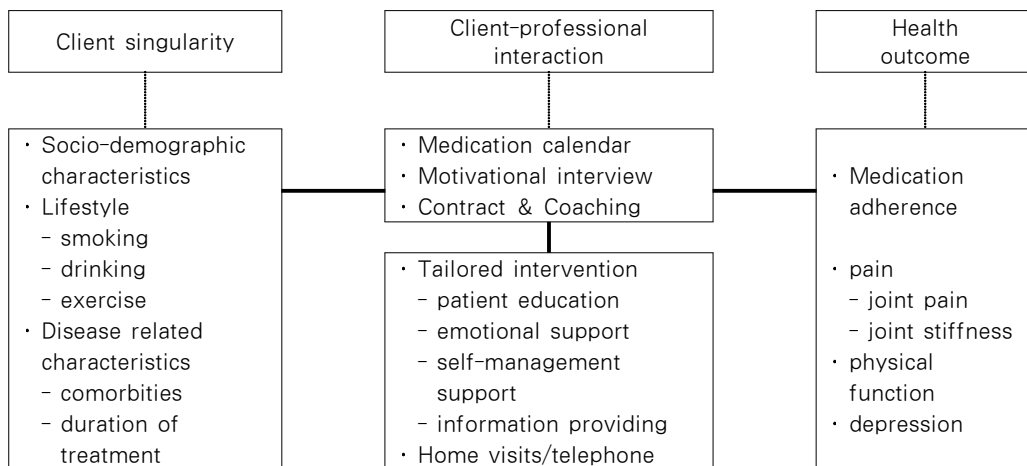 Client singularity
Client-professional
interaction
Health
outcome
· Socio-demographic
characteristics
· Lifestyle
- smoking
- drinking
- exercise
· Disease related
characteristics
- comorbities
- duration of
treatment
· Medication calendar
· Motivational interview
· Contract & Coaching
· Tailored intervention
- patient education
- emotional support
- self-management
support
- information providing
· Home visits/telephone
· Medication
adherence
· pain
- joint pain
- joint stiffness
· physical
function
· depression